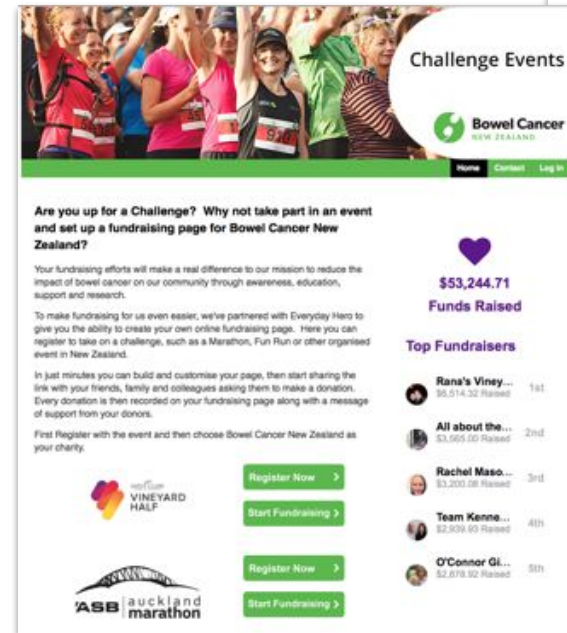 Challenge Events
Bowel Cancer
NEW ZEALAND
Home Contact Log In
Are you up for a Challenge? Why not take part in an event
and set up a fundraising page for Bowel Cancer New
Zealand?
Your fundraising efforts will make a real difference to our mission to reduce the
impact of bowel cancer on our community through awareness, education,
support and research.
To make fundraising for us even easier, we've partnered with Everyday Hero to
give you the ability to create your own online fundraising page. Here you can
register to take on a challenge, such as a Marathon, Fun Run or other organised
event in New Zealand.
In just minutes you can build and customise your page, then start sharing the
link with your friends, family and colleagues asking them to make a donation.
Every donation is then recorded on your fundraising page along with a message
of support from your donors.
First Register with the event and then choose Bowel Cancer New Zealand as
your charity.
VINEYARD
HALF
Register Now >
Start Fundraising >
ASB auckland
marathon
Register Now >
Start Fundraising >
$53,244.71
Funds Raised
Top Fundraisers
Rana's Viney... 1st
$6,514.32 Raised
All about the... 2nd
$3,565.00 Raised
Rachel Maso... 3rd
$3,200.08 Raised
Team Kenne... 4th
$2,939.93 Raised
O'Connor Gi... 5th
$2,878.92 Raised